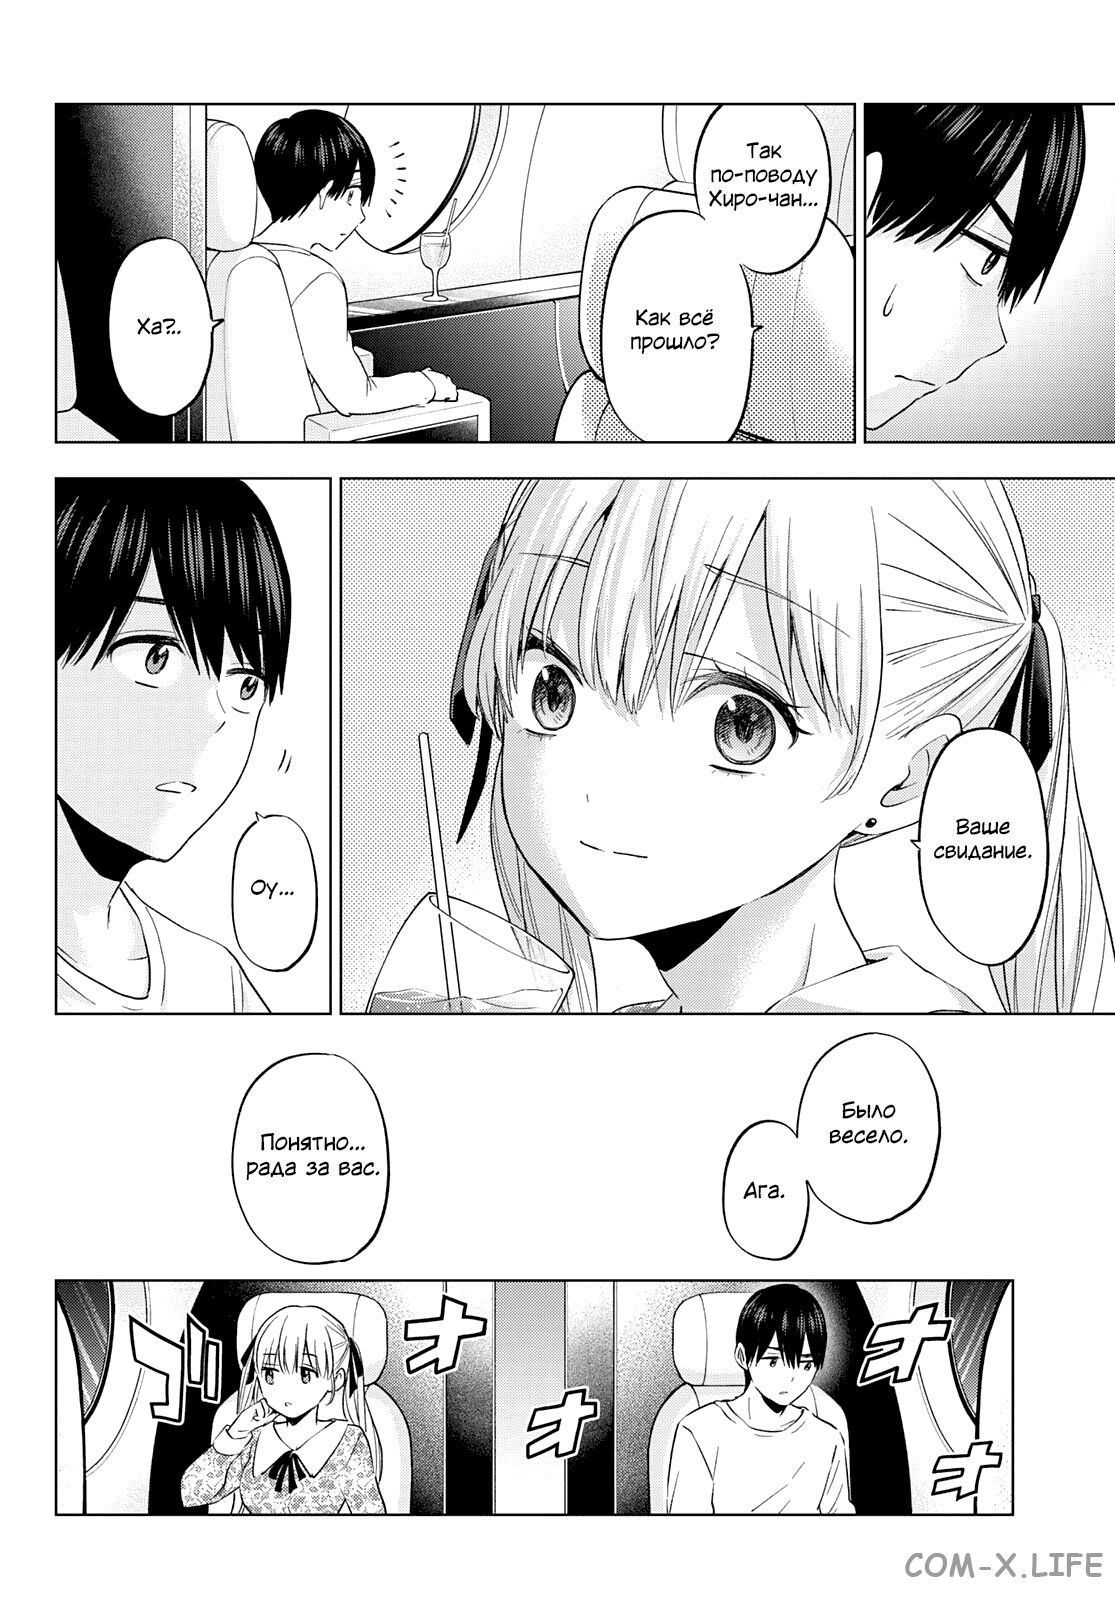 Так
по-поводу
Хиро-чан...
Как всё
прошло?
Ха?..
Ваше
свидание.
Оу...
Было
весело.
Ага.
Понятно...
рада за вас.
オ
オ
オ
オ
ゴ
COM-X.LIFE